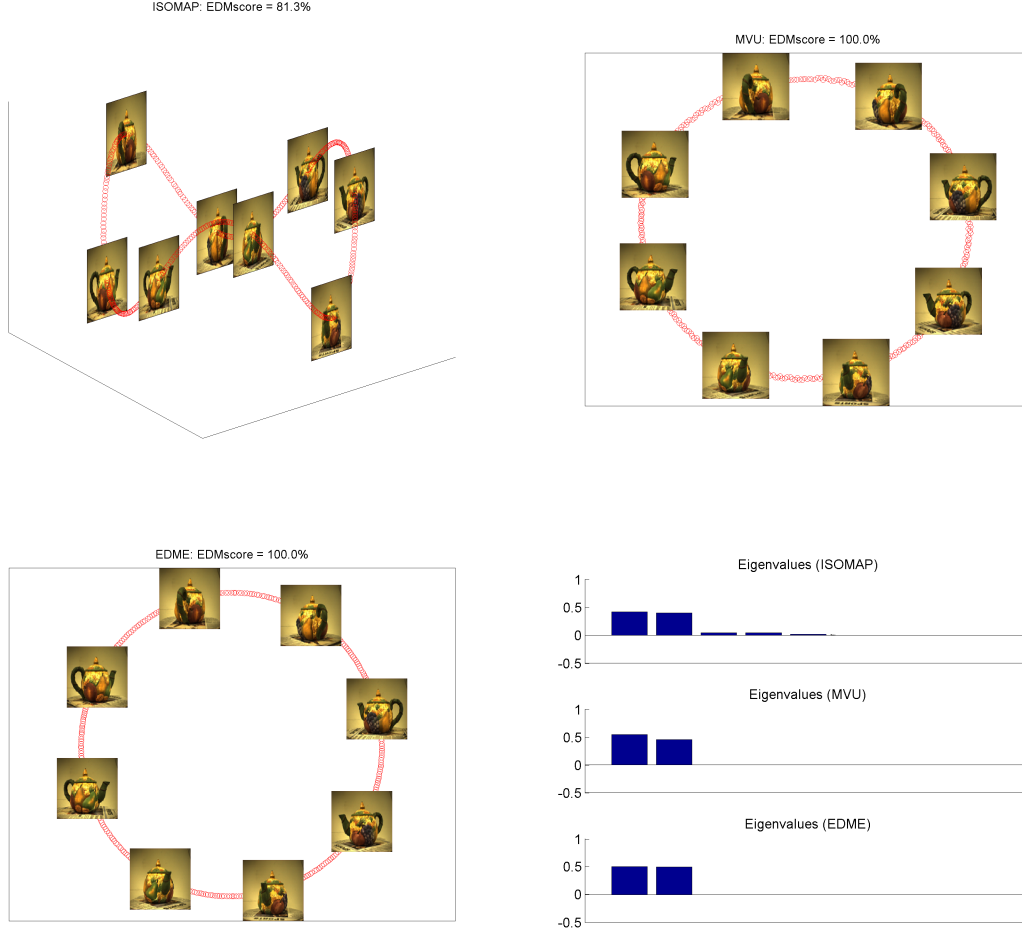 ISOMAP: EDMscore = 81.3%
MVU: EDMscore = 100.0%
EDME: EDMscore = 100.0%
Eigenvalues (ISOMAP)
1
0.5
0
-0.5
Eigenvalues (MVU)
1
0.5
0
-0.5
Eigenvalues (EDME)
1
0.5
0
-0.5